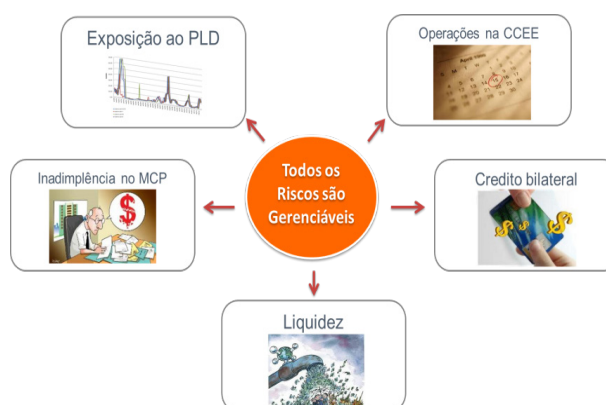 Exposição ao PLD
Operações na CCEE
Todos os
Riscos são
Gerenciáveis
Inadimplência no MCP
Credito bilateral
Liquidez